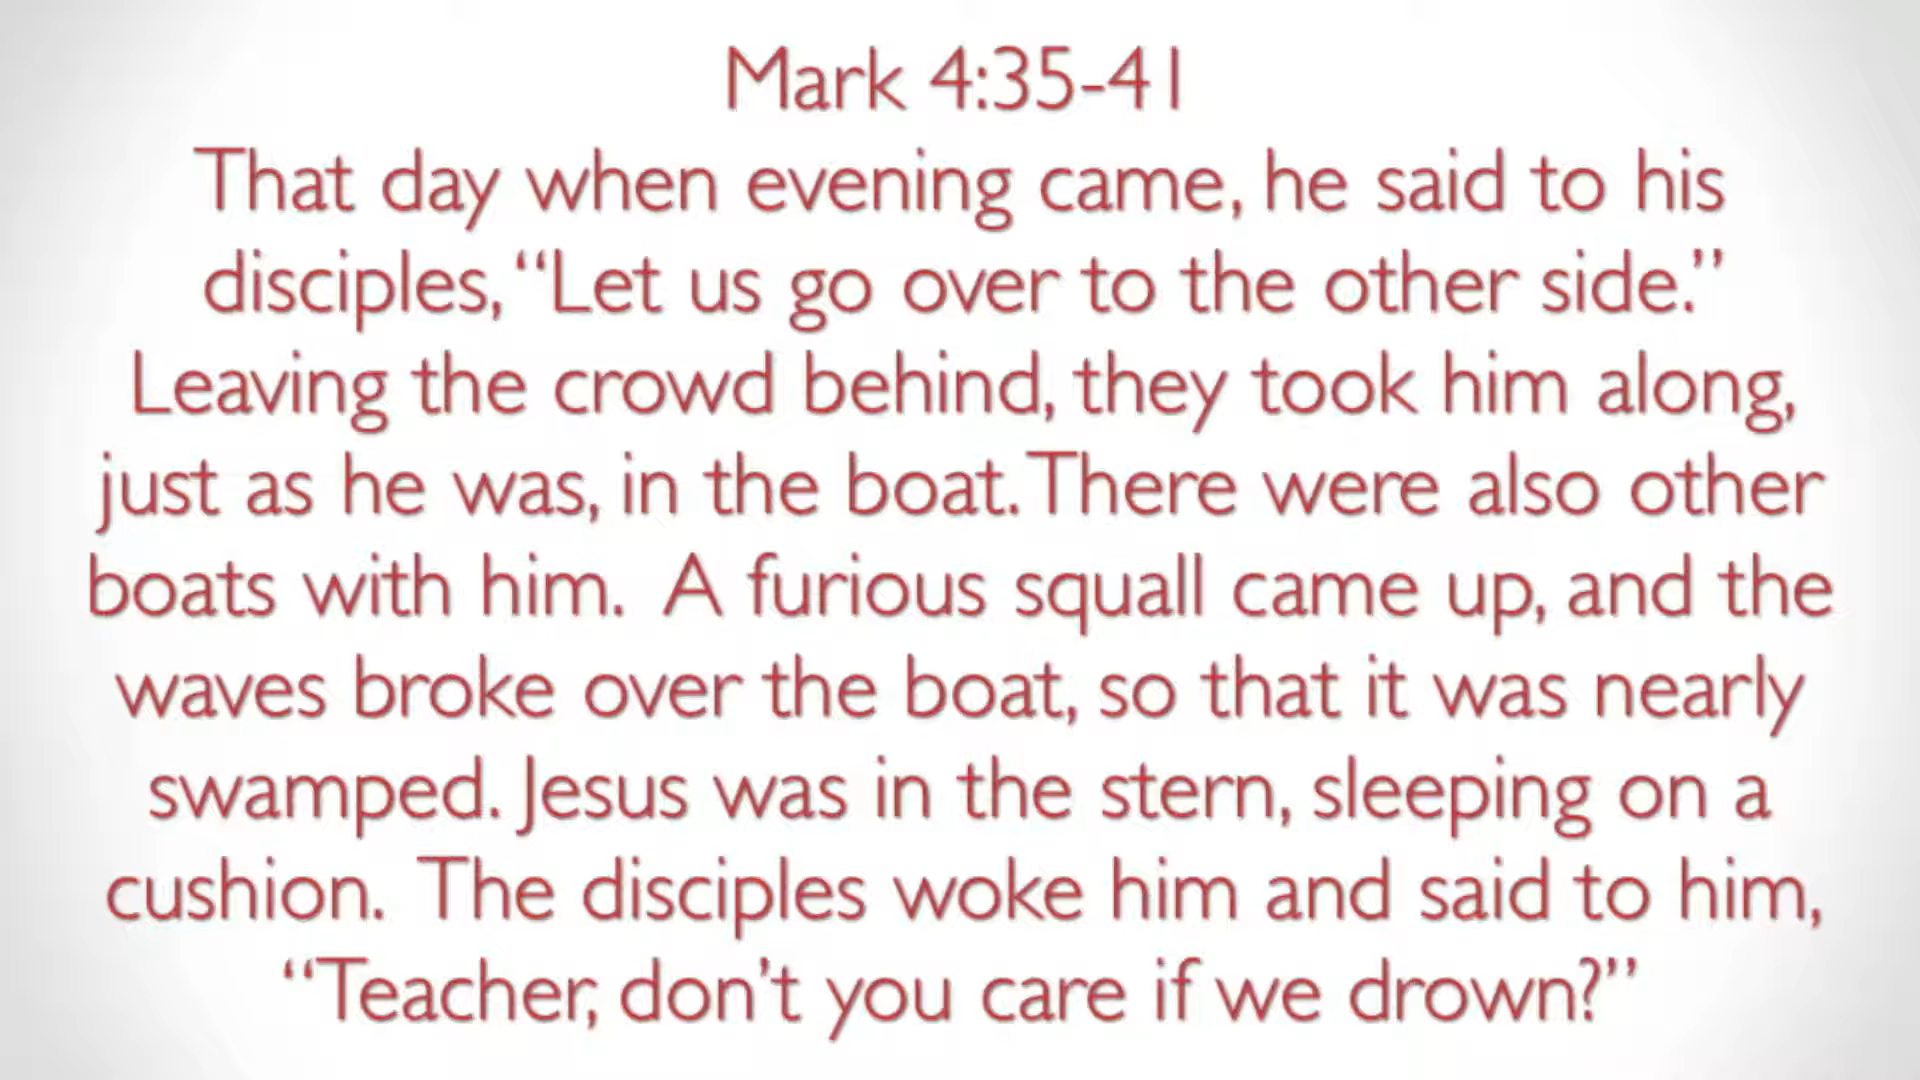 Mark 4:35-41
That day when evening came, he said to his
disciples, “Let us go over to the other side.”
Leaving the crowd behind, they took him along,
just as he was, in the boat. There were also other
boats with him.  A furious squall came up, and the
waves broke over the boat, so that it was nearly
swamped. Jesus was in the stern, sleeping on a
cushion.  The disciples woke him and said to him,
“Teacher, don’t you care if we drown?”